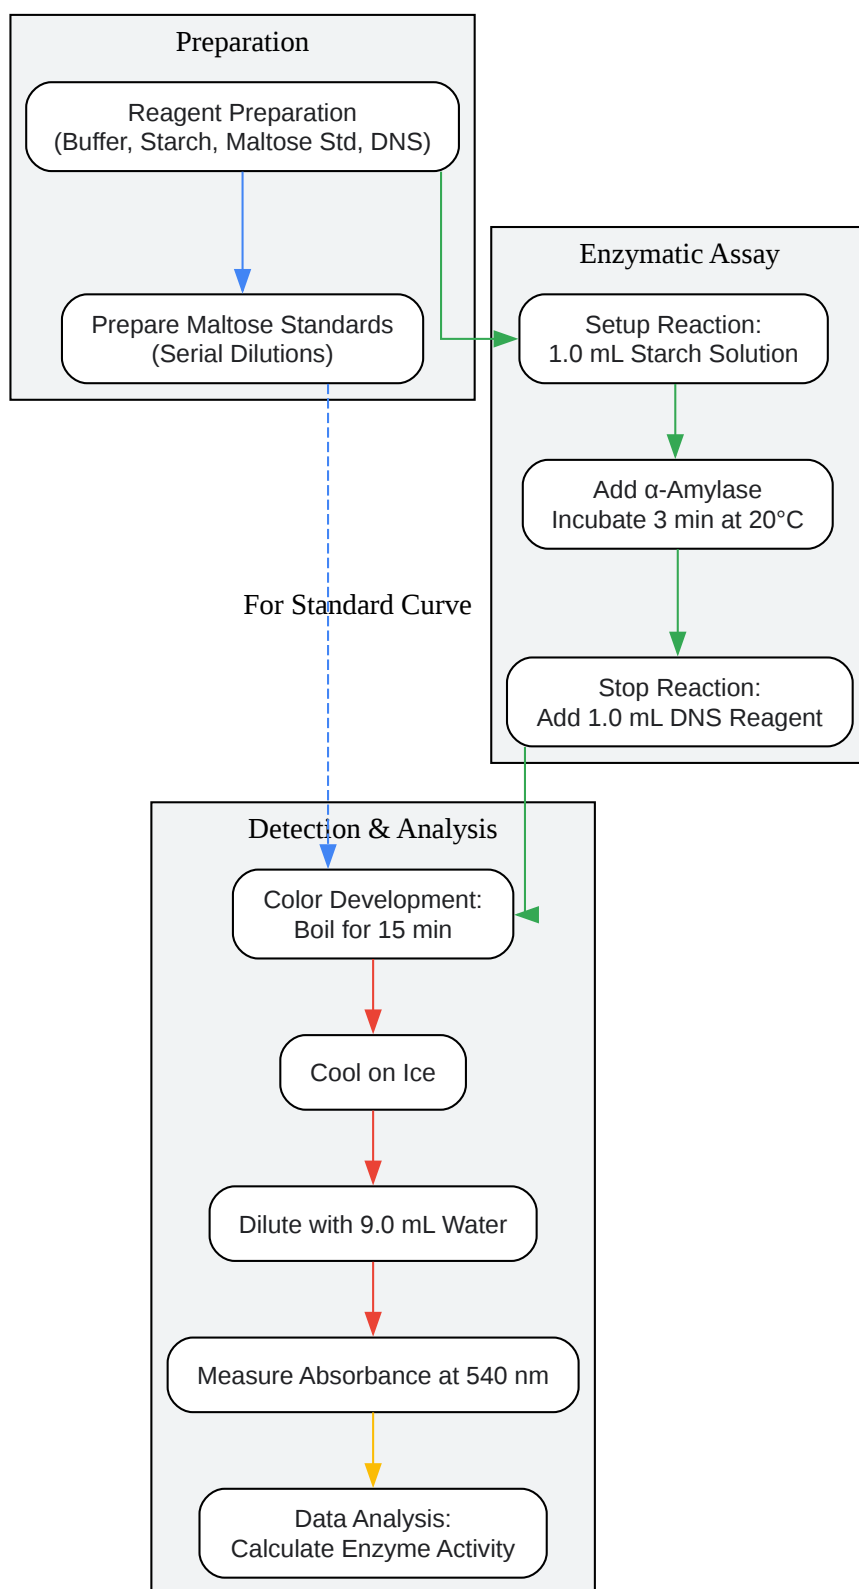 Preparation
Reagent Preparation
(Buffer, Starch, Maltose Std, DNS)
Prepare Maltose Standards
(Serial Dilutions)
Enzymatic Assay
Setup Reaction:
1.0 mL Starch Solution
Add α-Amylase
Incubate 3 min at 20°C
Stop Reaction:
Add 1.0 mL DNS Reagent
For Standard Curve
Detection & Analysis
Color Development:
Boil for 15 min
Cool on Ice
Dilute with 9.0 mL Water
Measure Absorbance at 540 nm
Data Analysis:
Calculate Enzyme Activity